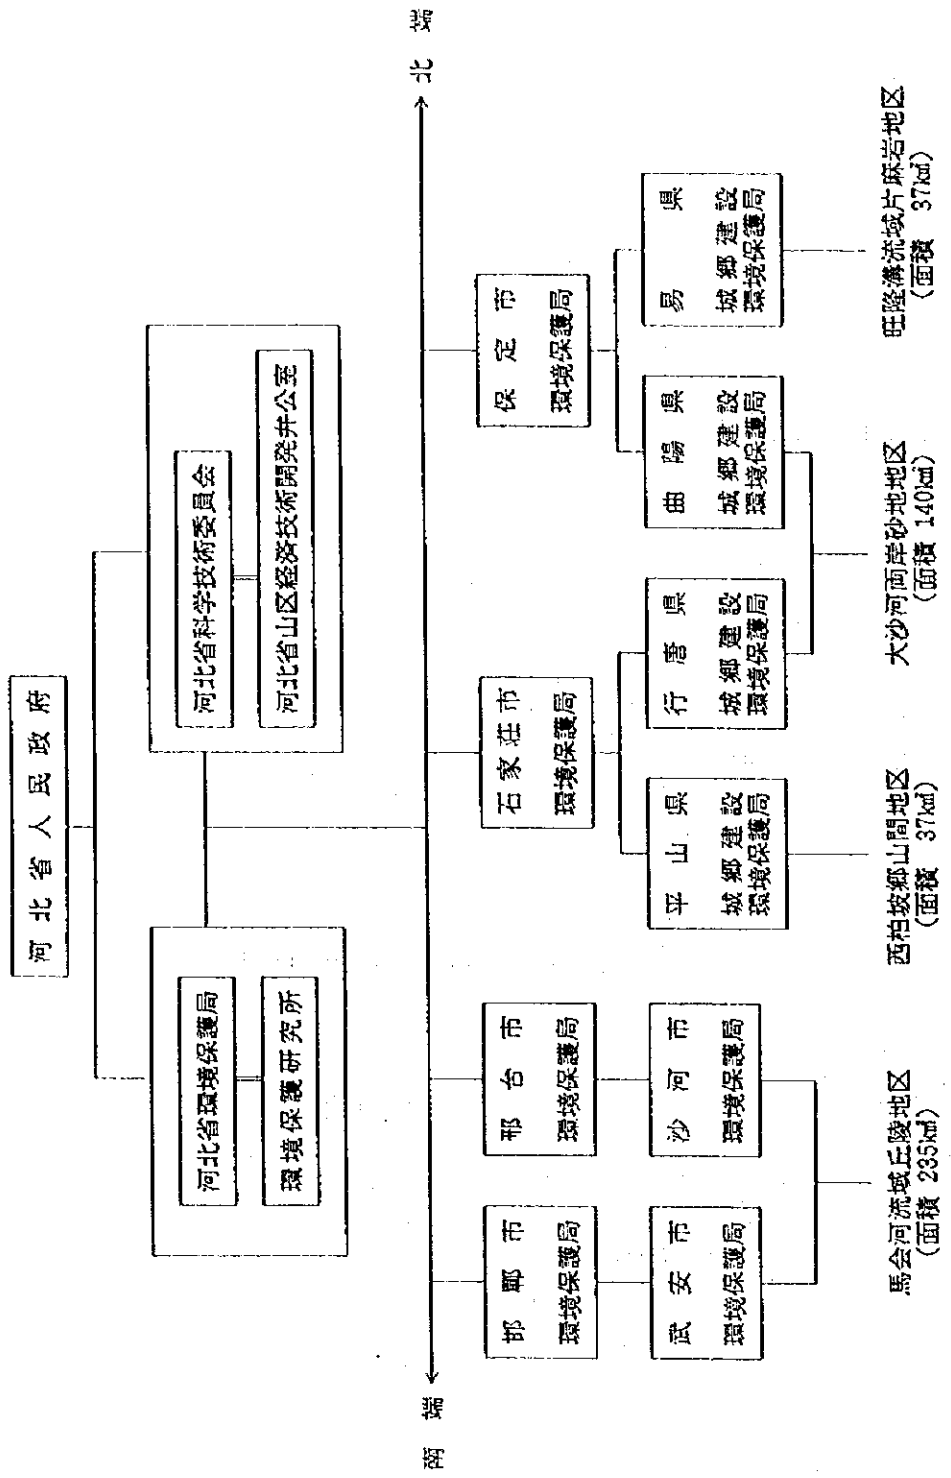 河北省人民政府
河北省環境保護局
環境保護研究所
河北省科学技術委員会
河北省山区経済技術開発弁公室
南端
北端
邯鄲市
環境保護局
邢台市
環境保護局
石家荘市
環境保護局
保定市
環境保護局
武安市
環境保護局
沙河市
環境保護局
平山県
城郷建設
環境保護局
行唐県
城郷建設
環境保護局
曲陽県
城郷建設
環境保護局
易県
城郷建設
環境保護局
馬会河流域丘陵地区
(面積 235k㎡)
西柏坡郷山間地区
(面積 37k㎡)
大沙河両岸砂地地区
(面積 140k㎡)
旺隆溝流域片麻岩地区
(面積 37k㎡)